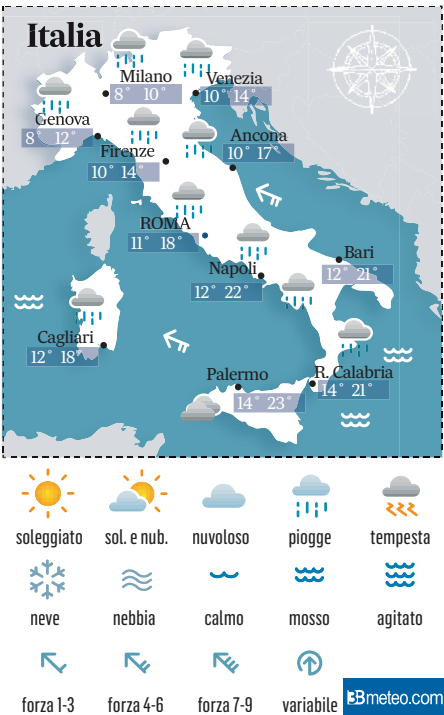 Italia
Milano
8° 10°
Venezia
10° 14°
Genova
8° 12°
Firenze
10° 14°
Ancona
10° 17°
ROMA
11° 18°
Napoli
12° 22°
Bari
12° 21°
Cagliari
12° 18°
Palermo
14° 23°
R. Calabria
14° 21°
soleggiato sol. e nub. nuvoloso piogge tempesta
neve nebbia calmo mosso agitato
forza 1-3 forza 4-6 forza 7-9 variabile
3Bmeteo.com